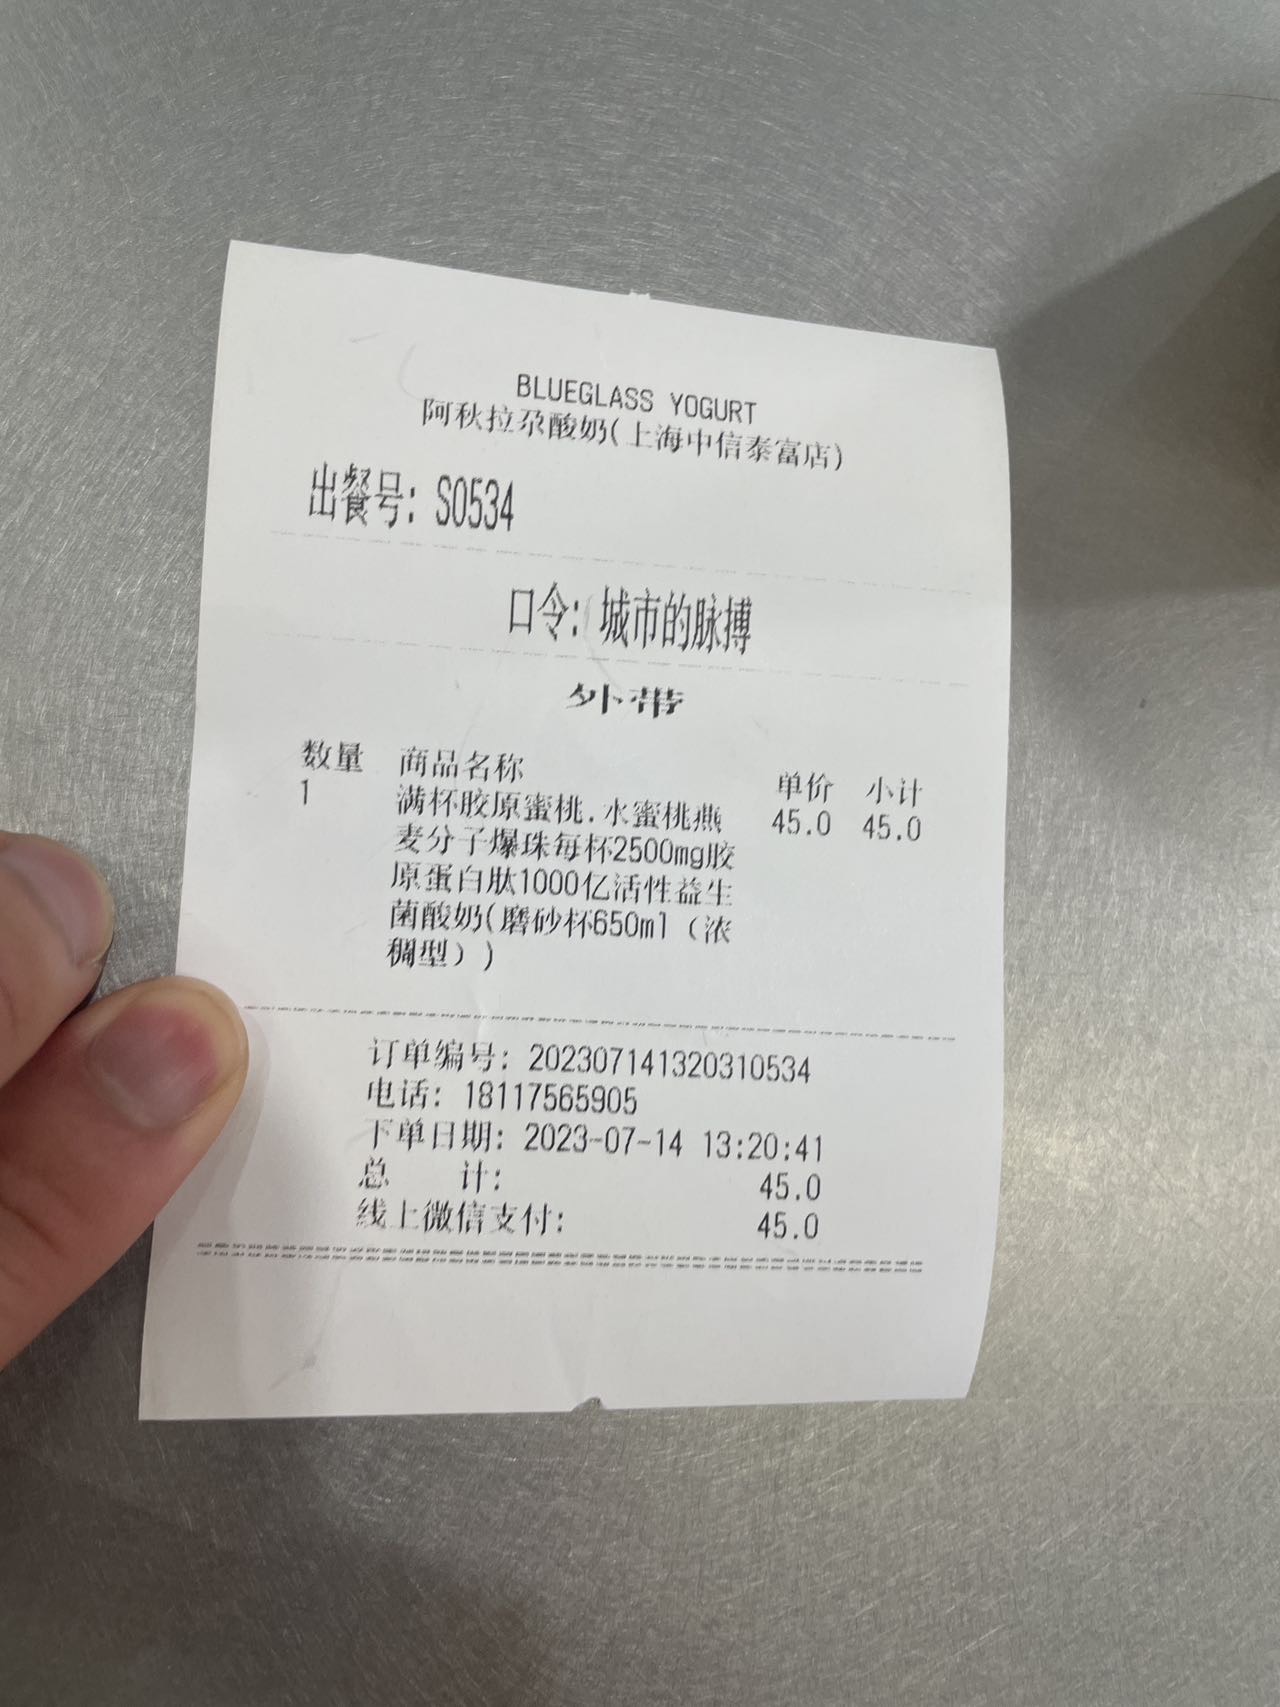 BLUEGLASS YOGURT
阿秋拉尕酸奶(上海中信泰富店)
出餐号: S0534
口令: 城市的脉搏
外带
数量 商品名称 单价 小计
1 满杯胶原蜜桃.水蜜桃燕 45.0 45.0
麦分子爆珠每杯2500mg胶
原蛋白肽1000亿活性益生
菌酸奶(磨砂杯650ml（浓
稠型）)
订单编号: 202307141320310534
电话: 18117565905
下单日期: 2023-07-14 13:20:41
总 计: 45.0
线上微信支付: 45.0